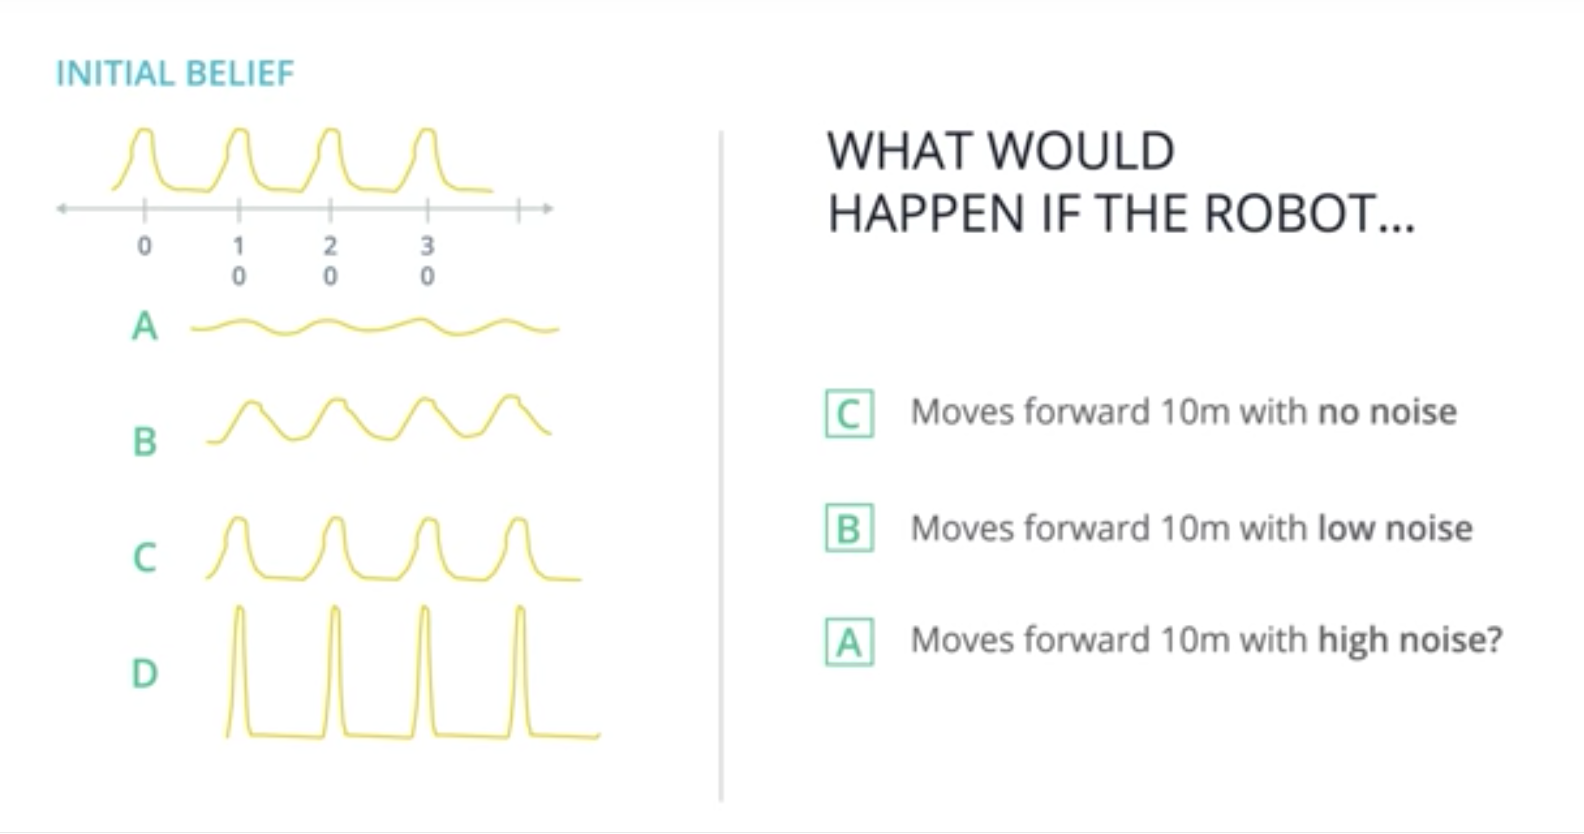 INITIAL BELIEF
0 1 2 3
0 0 0
A
B
C
D
WHAT WOULD
HAPPEN IF THE ROBOT...
C Moves forward 10m with no noise
B Moves forward 10m with low noise
A Moves forward 10m with high noise?